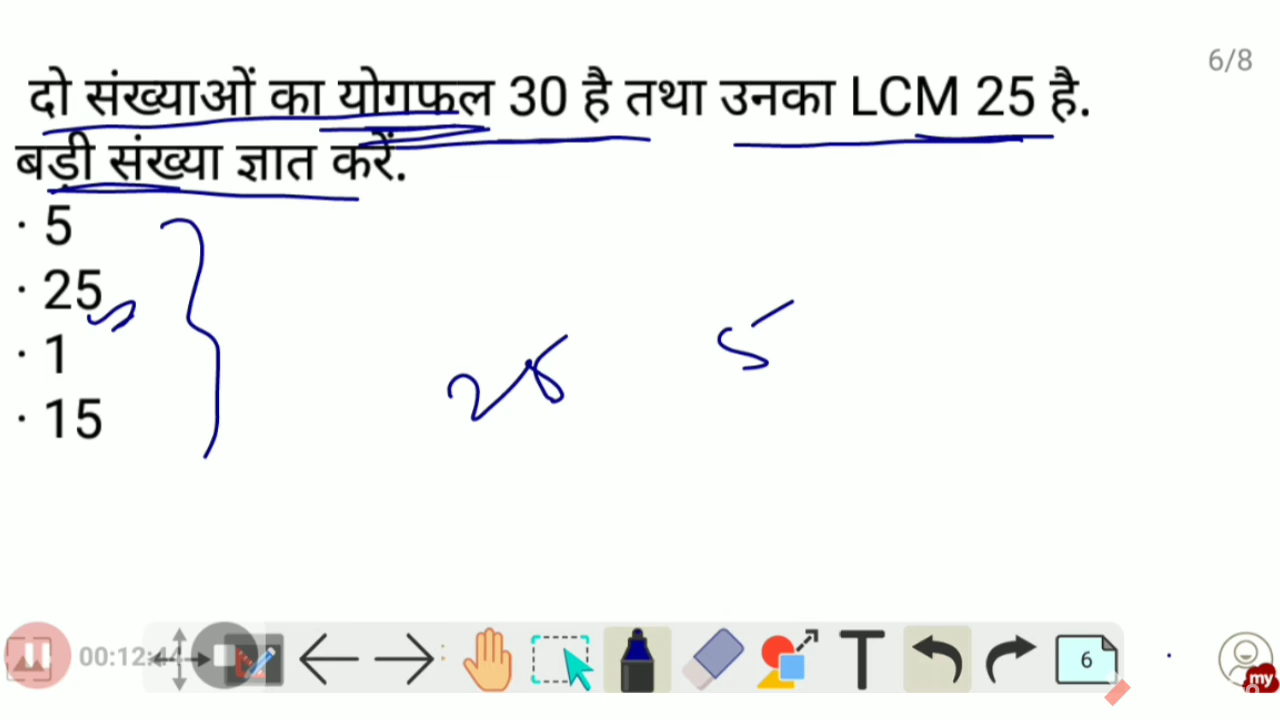 6/8
दो संख्याओं का योगफल 30 है तथा उनका LCM 25 है.
बड़ी संख्या ज्ञात करें.
· 5
· 25
· 1
· 15
25 5
00:12:44
T
6
my